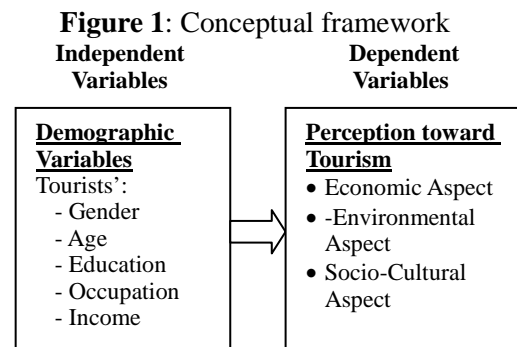 Figure 1: Conceptual framework
Independent
Variables
Dependent
Variables
Demographic
Variables
Tourists’:
- Gender
- Age
- Education
- Occupation
- Income
Perception toward
Tourism
• Economic Aspect
• -Environmental
Aspect
• Socio-Cultural
Aspect